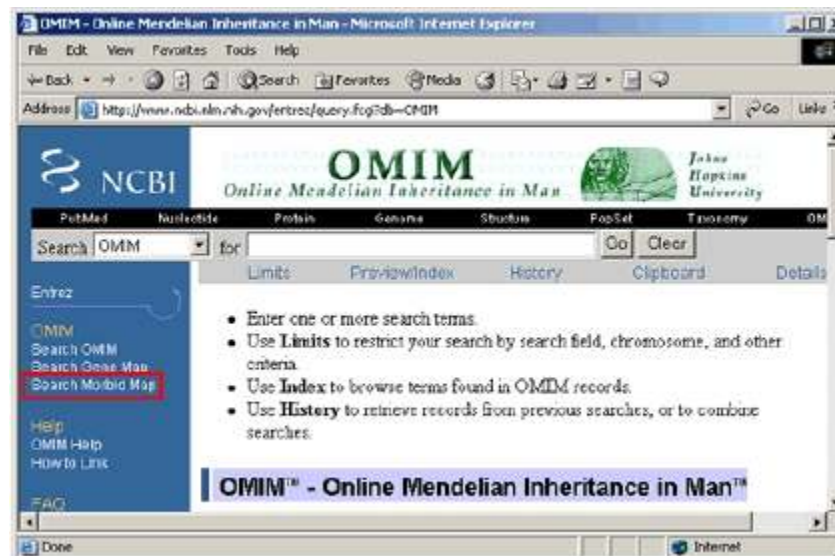 OMIM - Online Mendelian Inheritance in Man - Microsoft Internet Explorer
File Edit View Favorites Tools Help
Back Search Favorites Media
Address http://www.ncbi.nlm.nih.gov/entrez/query.fcgi?db=OMIM Go Links
NCBI
OMIM
Online Mendelian Inheritance in Man
Johns
Hopkins
University
PubMed Nucleotide Protein Genome Structure PopSet Taxonomy OM
Search OMIM for Go Clear
Limits Preview/Index History Clipboard Details
Entrez
OMIM
Search OMIM
Search Gene Map
Search Morbid Map
Help
OMIM Help
How to Link
FAQ
• Enter one or more search terms.
• Use Limits to restrict your search by search field, chromosome, and other
criteria.
• Use Index to browse terms found in OMIM records.
• Use History to retrieve records from previous searches, or to combine
searches.
OMIM™ - Online Mendelian Inheritance in Man™
Done Internet